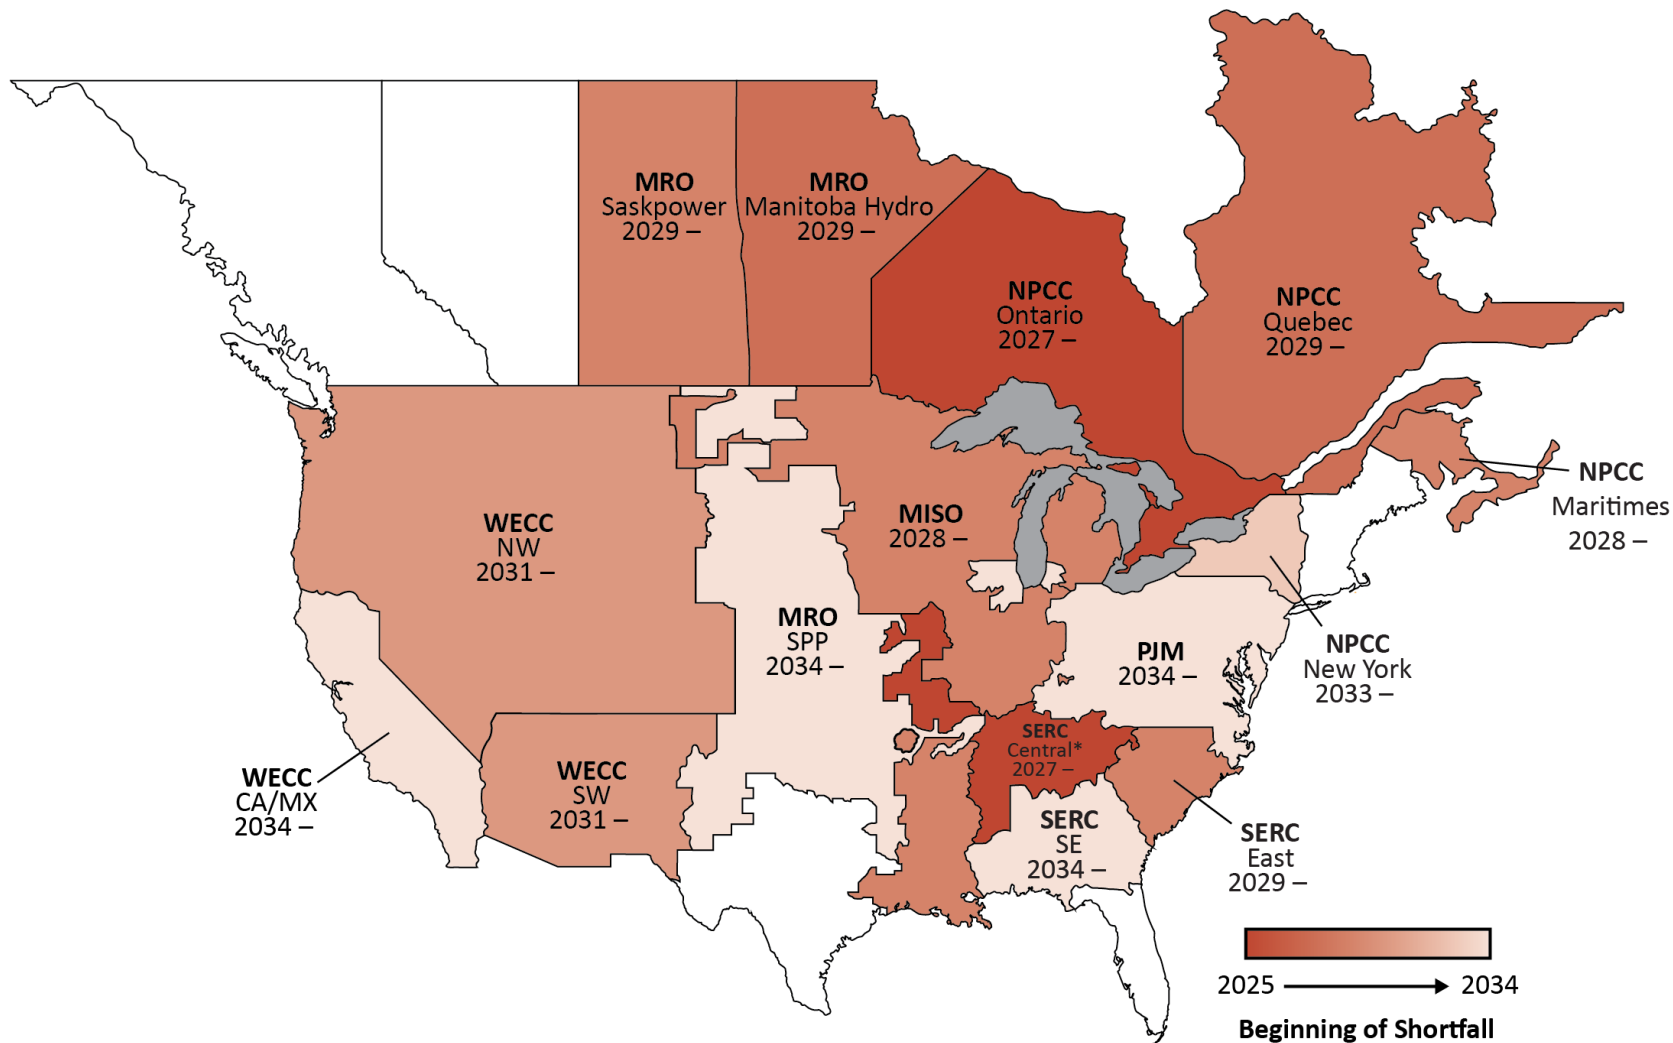 MRO
Saskpower
2029 –
MRO
Manitoba Hydro
2029 –
NPCC
Ontario
2027 –
NPCC
Quebec
2029 –
NPCC
Maritimes
2028 –
WECC
NW
2031 –
MISO
2028 –
MRO
SPP
2034 –
PJM
2034 –
NPCC
New York
2033 –
WECC
CA/MX
2034 –
WECC
SW
2031 –
SERC
Central*
2027 –
SERC
SE
2034 –
SERC
East
2029 –
2025
2034
Beginning of Shortfall